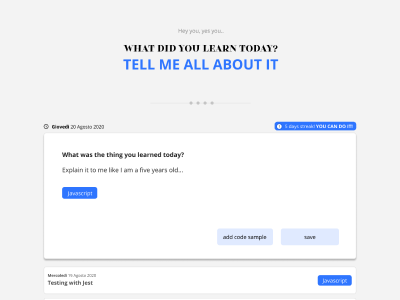 Hey you, yes you..
WHAT DID YOU LEARN TODAY?
TELL ME ALL ABOUT IT
Giovedì 20 Agosto 2020
5 days streak! YOU CAN DO IT!
What was the thing you learned today?
Explain it to me like I am a five years old...
Javascript
add code sample
save
Mercoledì 19 Agosto 2020
Testing with Jest
Javascript